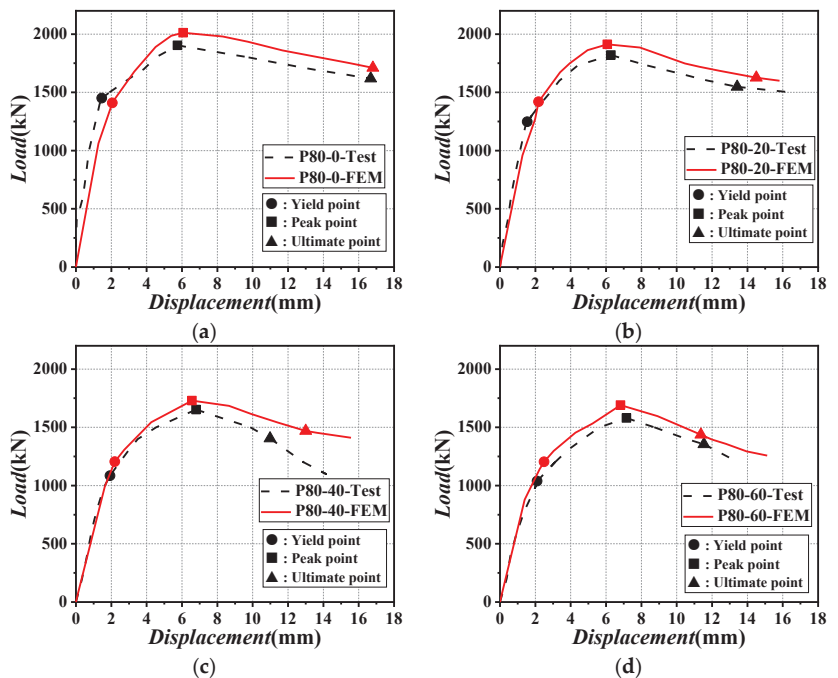 2000
1500
1000
500
0
Load(kN)
P80-0-Test
P80-0-FEM
: Yield point
: Peak point
: Ultimate point
0 2 4 6 8 10 12 14 16 18
Displacement(mm)
(a)
2000
1500
1000
500
0
Load(kN)
P80-20-Test
P80-20-FEM
: Yield point
: Peak point
: Ultimate point
0 2 4 6 8 10 12 14 16 18
Displacement(mm)
(b)
2000
1500
1000
500
0
Load(kN)
P80-40-Test
P80-40-FEM
: Yield point
: Peak point
: Ultimate point
0 2 4 6 8 10 12 14 16 18
Displacement(mm)
(c)
2000
1500
1000
500
0
Load(kN)
P80-60-Test
P80-60-FEM
: Yield point
: Peak point
: Ultimate point
0 2 4 6 8 10 12 14 16 18
Displacement(mm)
(d)